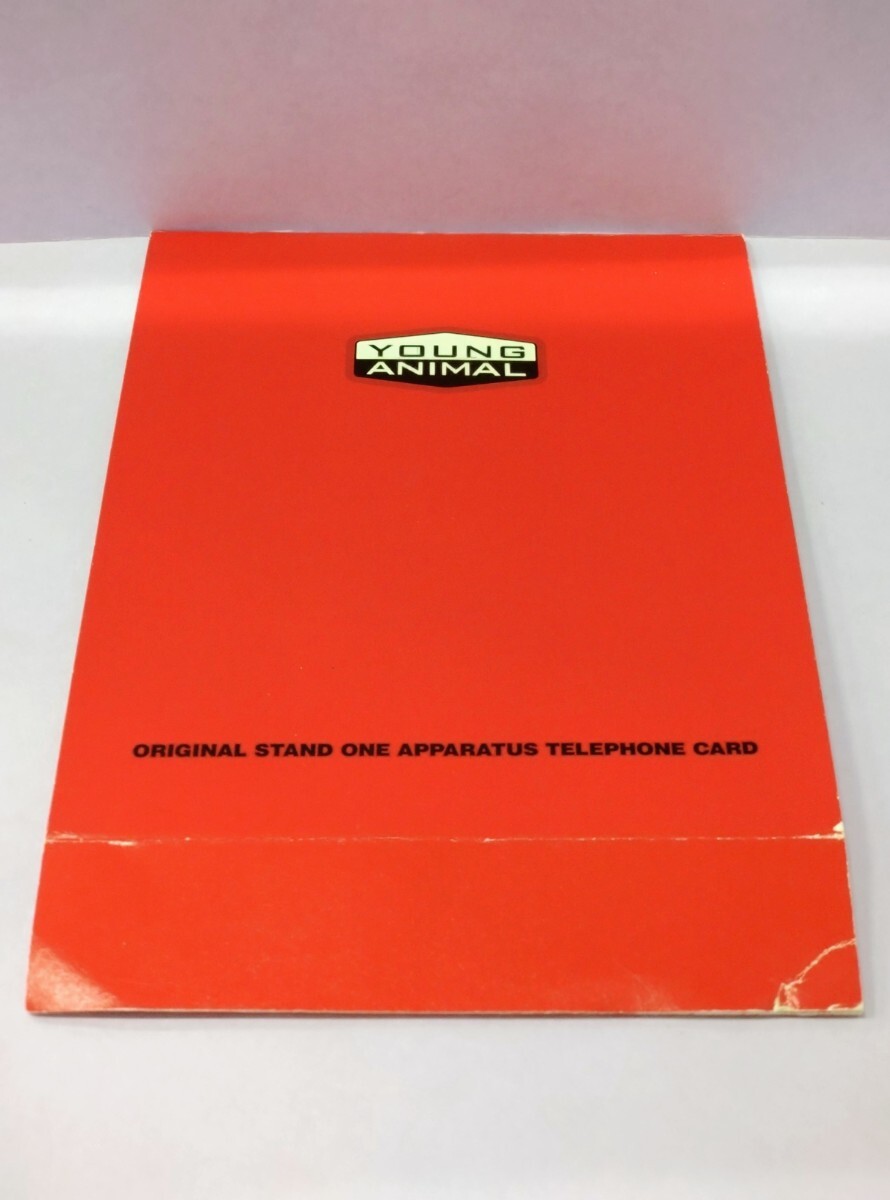 YOUNG
ANIMAL
ORIGINAL STAND ONE APPARATUS TELEPHONE CARD